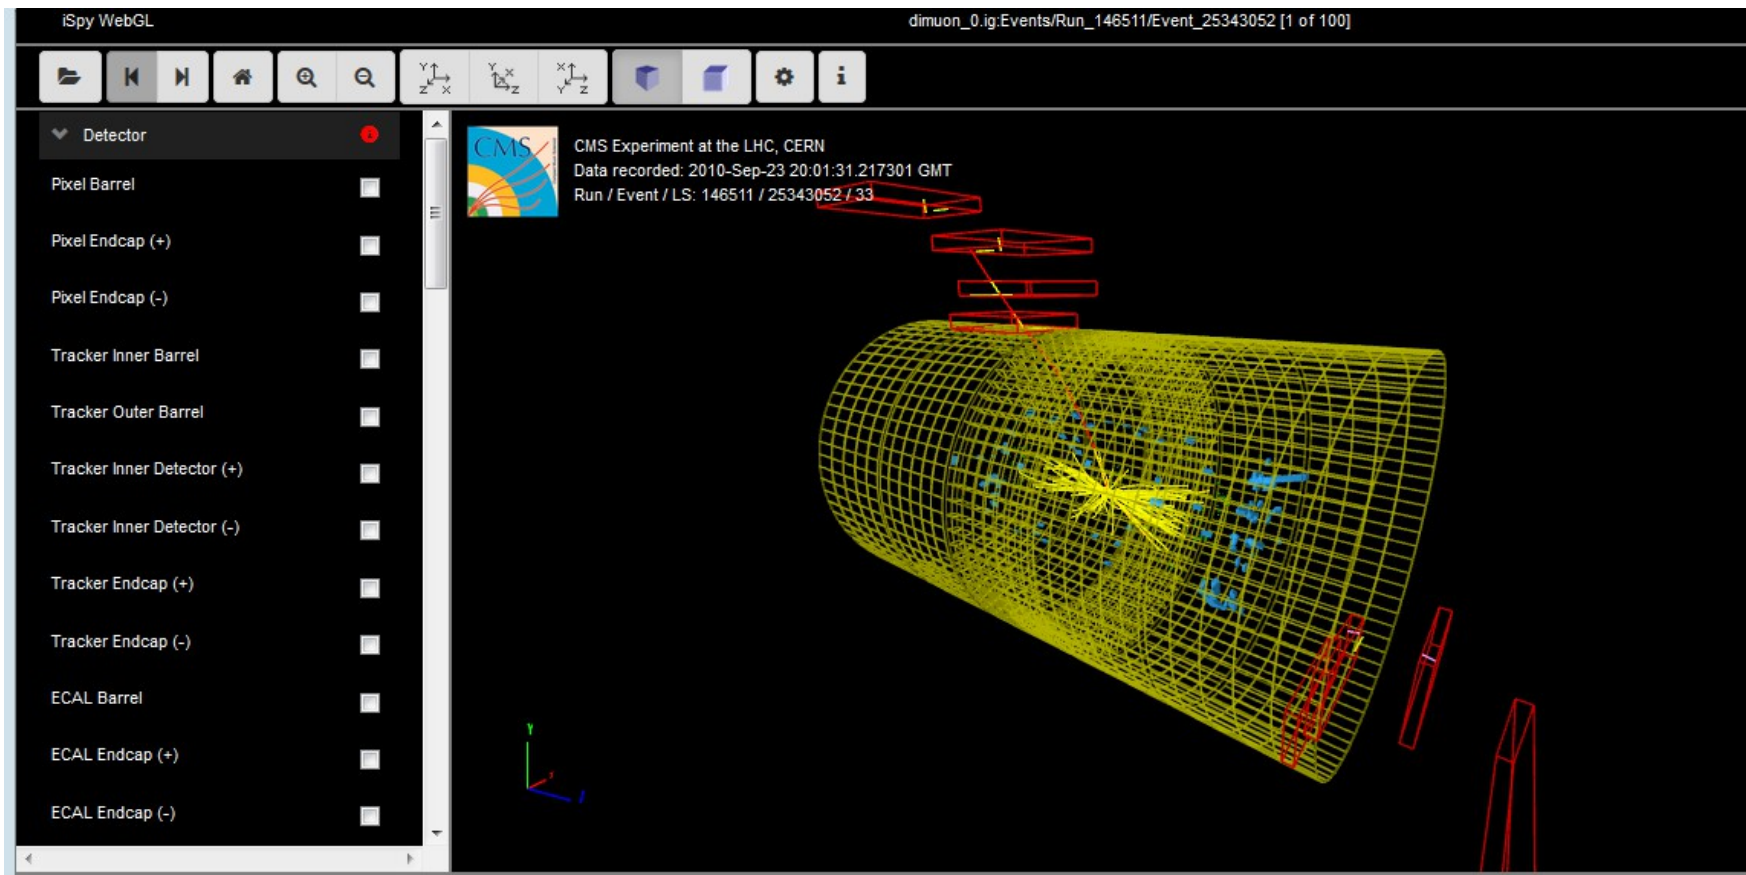 iSpy WebGL
dimuon_0.ig:Events/Run_146511/Event_25343052 [1 of 100]
Y Z X
Y X Z
X Y Z
i
Detector
Pixel Barrel
Pixel Endcap (+)
Pixel Endcap (-)
Tracker Inner Barrel
Tracker Outer Barrel
Tracker Inner Detector (+)
Tracker Inner Detector (-)
Tracker Endcap (+)
Tracker Endcap (-)
ECAL Barrel
ECAL Endcap (+)
ECAL Endcap (-)
CMS
CMS Experiment at the LHC, CERN
Data recorded: 2010-Sep-23 20:01:31.217301 GMT
Run / Event / LS: 146511 / 25343052 / 33
Y